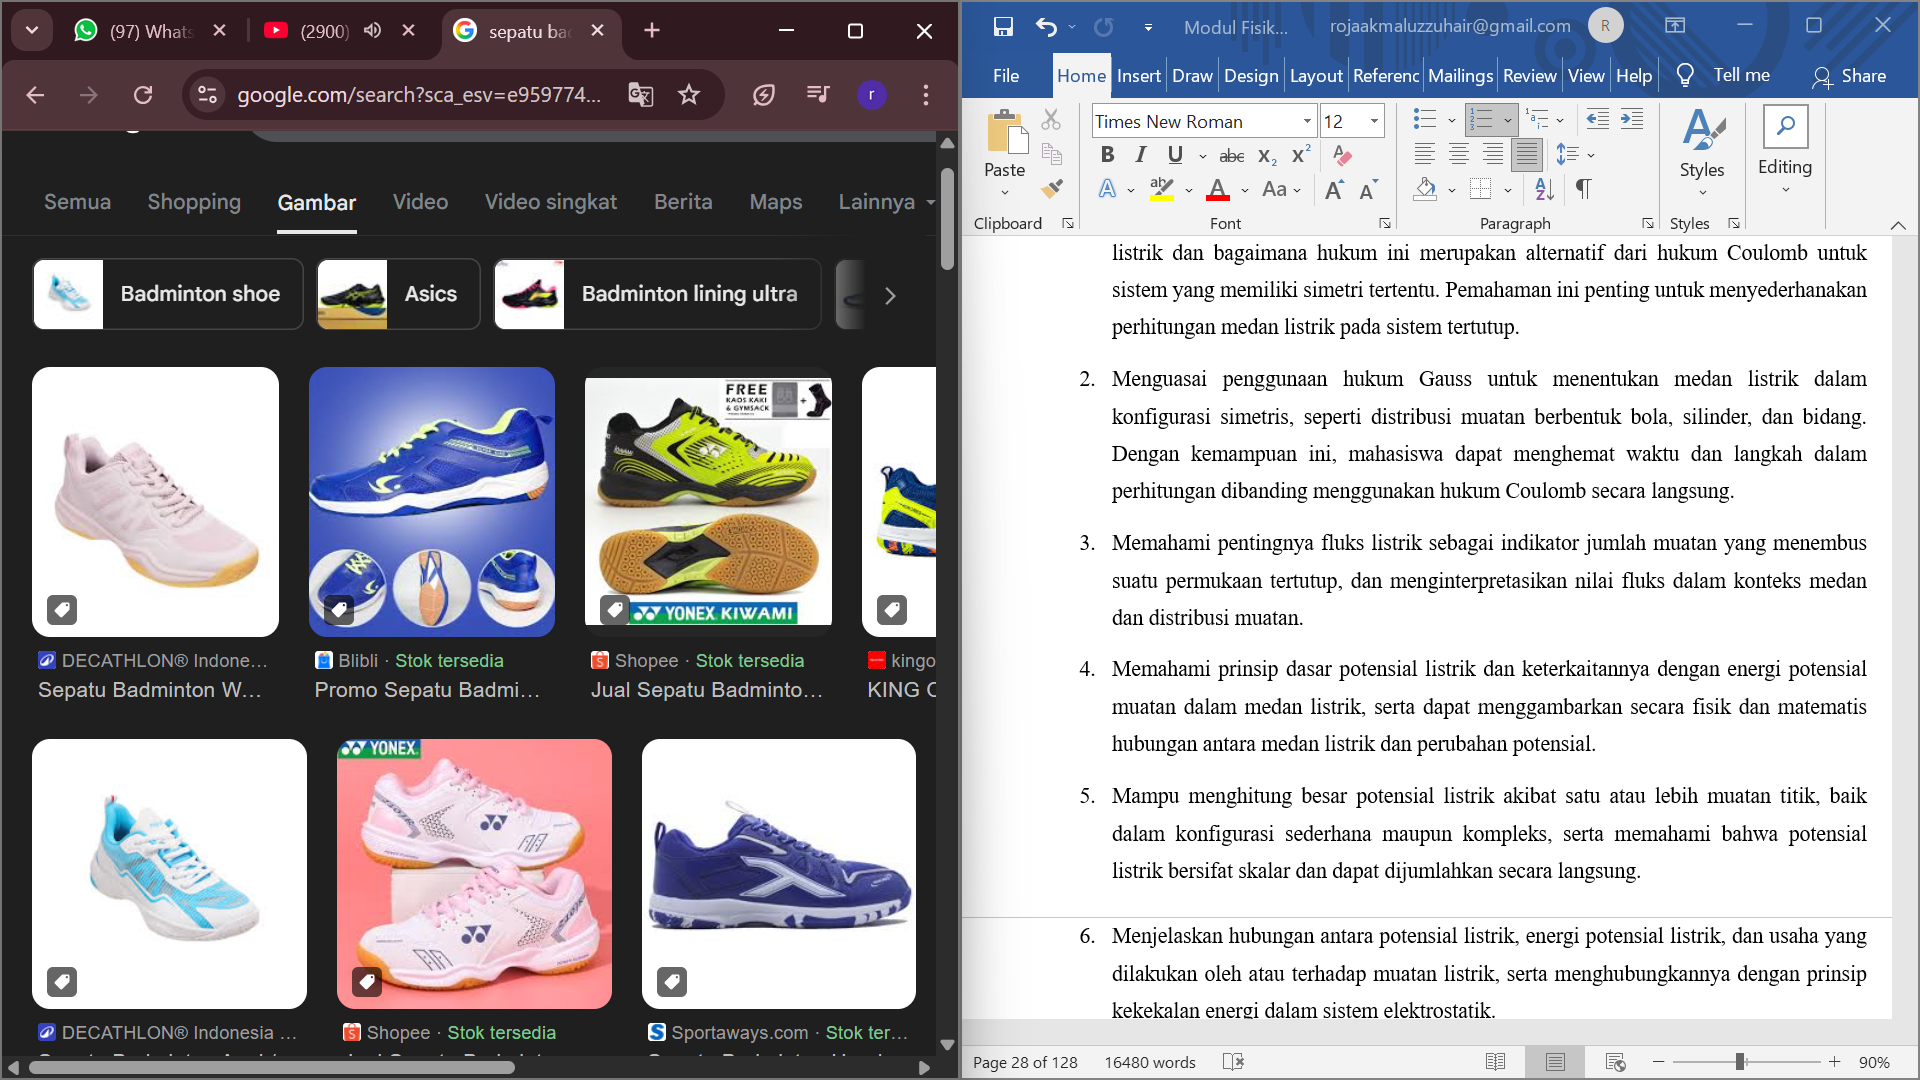 (97) Whats
(2900)
sepatu ba
google.com/search?sca_esv=e959774...
r
Semua
Shopping
Gambar
Video
Video singkat
Berita
Maps
Lainnya
Badminton shoe
Asics
Badminton lining ultra
FREE
KAOS KAKI
& GYMSACK
YONEX KIWAMI
DECATHLON® Indone...
Sepatu Badminton W...
Blibli · Stok tersedia
Promo Sepatu Badmi...
Shopee · Stok tersedia
Jual Sepatu Badminto...
kingo
KING
YONEX
DECATHLON® Indonesia ...
Shopee · Stok tersedia
Sportaways.com · Stok ter...
Modul Fisik...
rojaakmaluzzuhair@gmail.com
R
File
Home
Insert
Draw
Design
Layout
Referenc
Mailings
Review
View
Help
Tell me
Share
Paste
Clipboard
Times New Roman
12
B I U abc X₂ X²
A A Aa A A
Font
Paragraph
Styles
Styles
Editing
listrik dan bagaimana hukum ini merupakan alternatif dari hukum Coulomb untuk
sistem yang memiliki simetri tertentu. Pemahaman ini penting untuk menyederhanakan
perhitungan medan listrik pada sistem tertutup.
2. Menguasai penggunaan hukum Gauss untuk menentukan medan listrik dalam
konfigurasi simetris, seperti distribusi muatan berbentuk bola, silinder, dan bidang.
Dengan kemampuan ini, mahasiswa dapat menghemat waktu dan langkah dalam
perhitungan dibanding menggunakan hukum Coulomb secara langsung.
3. Memahami pentingnya fluks listrik sebagai indikator jumlah muatan yang menembus
suatu permukaan tertutup, dan menginterpretasikan nilai fluks dalam konteks medan
dan distribusi muatan.
4. Memahami prinsip dasar potensial listrik dan keterkaitannya dengan energi potensial
muatan dalam medan listrik, serta dapat menggambarkan secara fisik dan matematis
hubungan antara medan listrik dan perubahan potensial.
5. Mampu menghitung besar potensial listrik akibat satu atau lebih muatan titik, baik
dalam konfigurasi sederhana maupun kompleks, serta memahami bahwa potensial
listrik bersifat skalar dan dapat dijumlahkan secara langsung.
6. Menjelaskan hubungan antara potensial listrik, energi potensial listrik, dan usaha yang
dilakukan oleh atau terhadap muatan listrik, serta menghubungkannya dengan prinsip
kekekalan energi dalam sistem elektrostatik.
Page 28 of 128
16480 words
90%